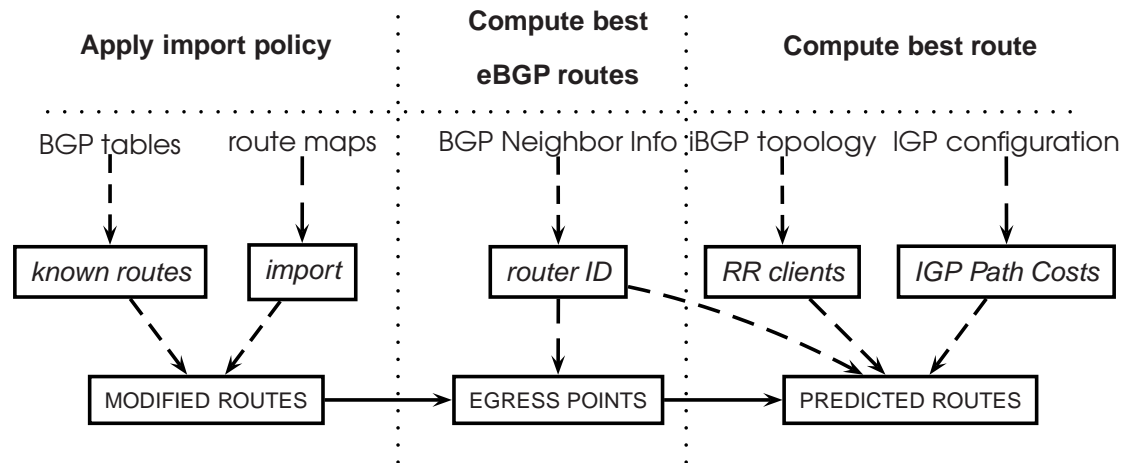 Apply import policy
Compute best
eBGP routes
Compute best route
BGP tables
route maps
BGP Neighbor Info
iBGP topology
IGP configuration
known routes
import
router ID
RR clients
IGP Path Costs
MODIFIED ROUTES
EGRESS POINTS
PREDICTED ROUTES